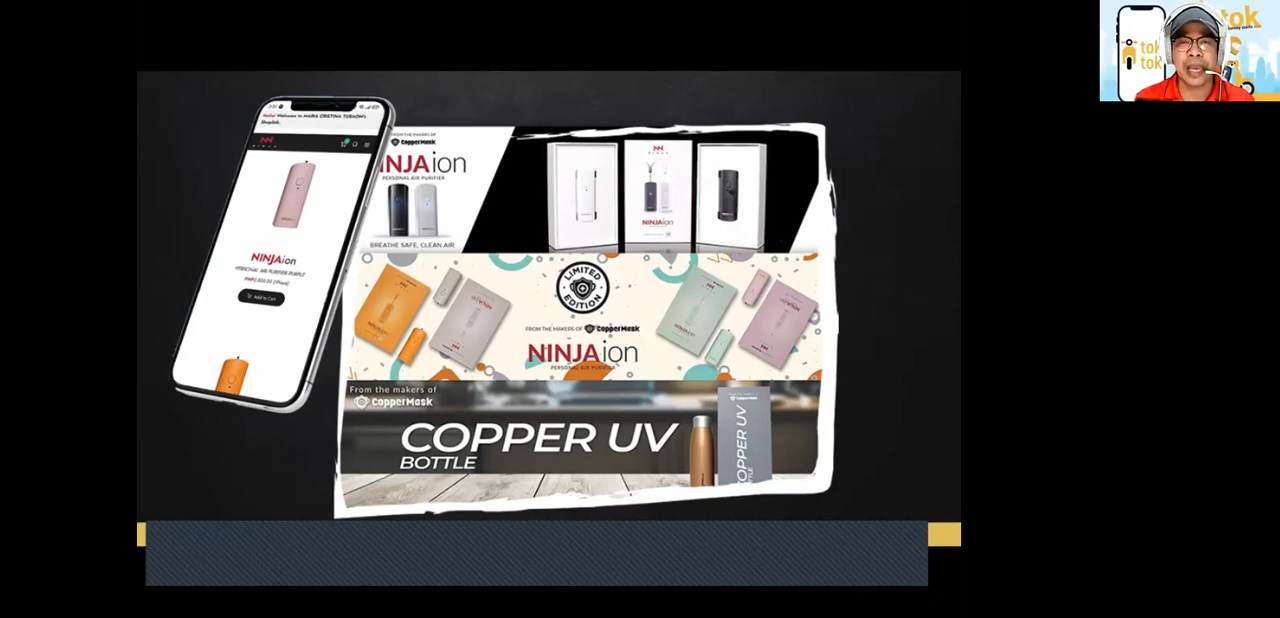 Hello! Welcome to MARIA CRISTINA TUBAON's
Shoplink.
NINJAion
PERSONAL AIR PURIFIER PURPLE
Add to Cart
FROM THE MAKERS OF
CopperMask
NINJAion
PERSONAL AIR PURIFIER
BREATHE SAFE, CLEAN AIR
NINJAion
LIMITED
EDITION
FROM THE MAKERS OF CopperMask
NINJAion
PERSONAL AIR PURIFIER
From the makers of
CopperMask
COPPER UV
BOTTLE
COPPER UV
BOTTLE
tok
tok
tok